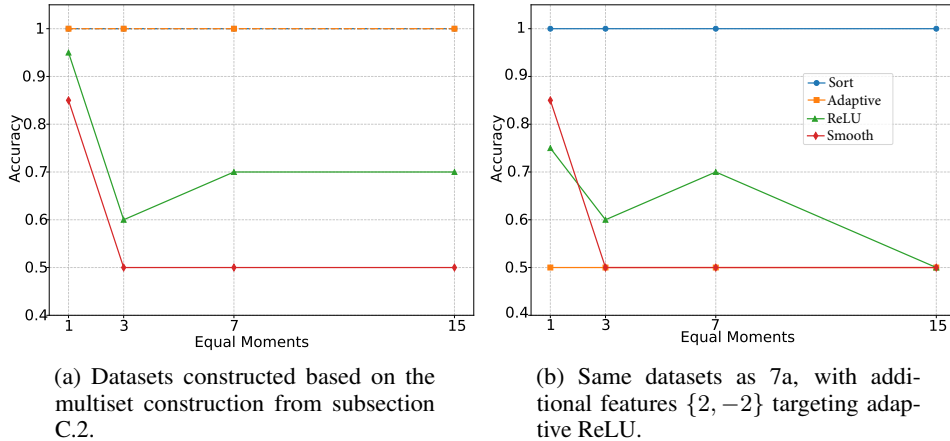 1
0.9
0.8
0.7
0.6
0.5
0.4
Accuracy
1
3
7
15
Equal Moments
(a) Datasets constructed based on the
multiset construction from subsection
C.2.
1
0.9
0.8
0.7
0.6
0.5
0.4
Accuracy
Sort
Adaptive
ReLU
Smooth
1
3
7
15
Equal Moments
(b) Same datasets as 7a, with addi-
tional features {2, −2} targeting adap-
tive ReLU.